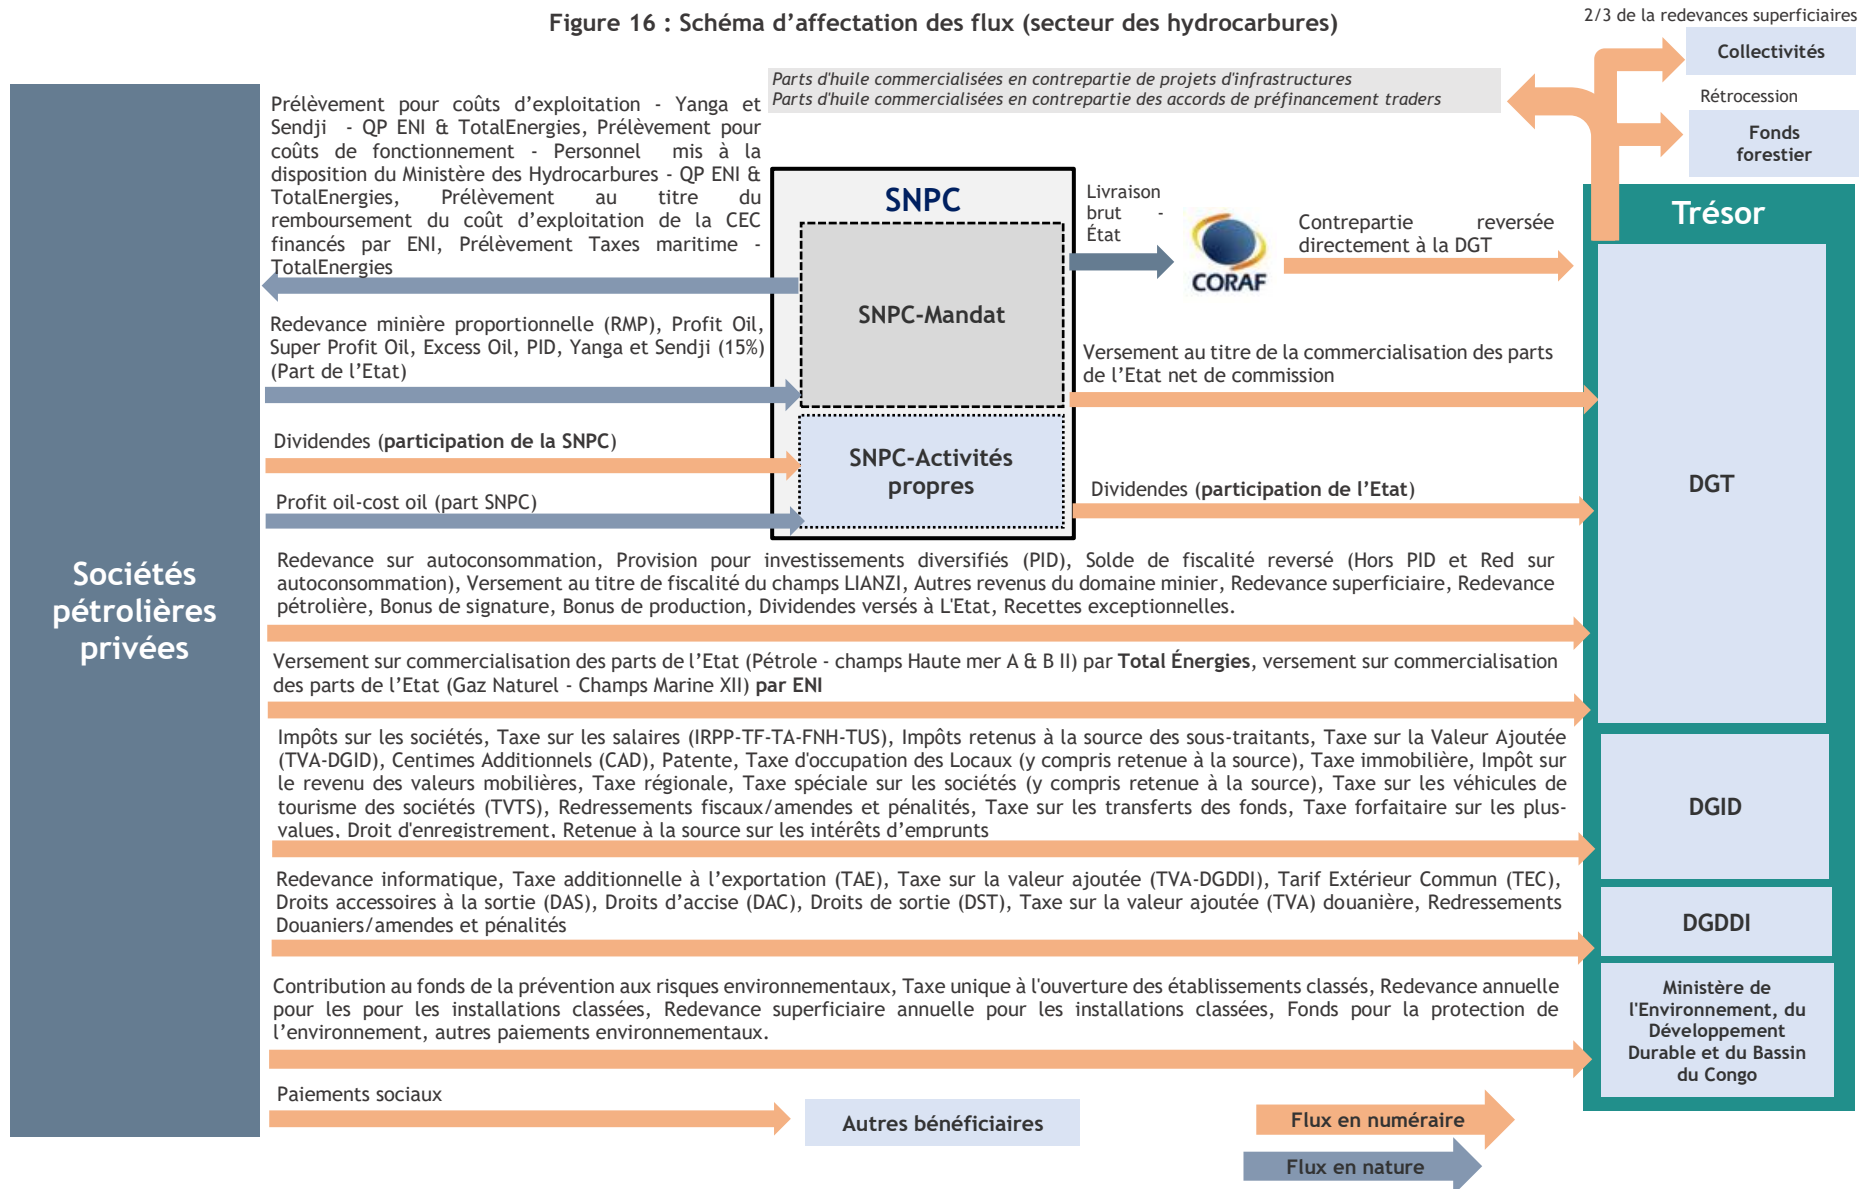 Figure 16 : Schéma d’affectation des flux (secteur des hydrocarbures)
2/3 de la redevances superficiaires
Collectivités
Rétrocession
Fonds
forestier
Parts d'huile commercialisées en contrepartie de projets d'infrastructures
Parts d'huile commercialisées en contrepartie des accords de préfinancement traders
Sociétés
pétrolières
privées
Prélèvement pour coûts d’exploitation - Yanga et
Sendji - QP ENI & TotalEnergies, Prélèvement pour
coûts de fonctionnement - Personnel mis à la
disposition du Ministère des Hydrocarbures - QP ENI &
TotalEnergies, Prélèvement au titre du
remboursement du coût d’exploitation de la CEC
financés par ENI, Prélèvement Taxes maritime -
TotalEnergies
Redevance minière proportionnelle (RMP), Profit Oil,
Super Profit Oil, Excess Oil, PID, Yanga et Sendji (15%)
(Part de l’Etat)
Dividendes (participation de la SNPC)
Profit oil-cost oil (part SNPC)
SNPC
SNPC-Mandat
SNPC-Activités
propres
Livraison
brut -
État
CORAF
Contrepartie reversée
directement à la DGT
Versement au titre de la commercialisation des parts
de l’Etat net de commission
Dividendes (participation de l’Etat)
Trésor
DGT
Redevance sur autoconsommation, Provision pour investissements diversifiés (PID), Solde de fiscalité reversé (Hors PID et Red sur
autoconsommation), Versement au titre de fiscalité du champs LIANZI, Autres revenus du domaine minier, Redevance superficiaire, Redevance
pétrolière, Bonus de signature, Bonus de production, Dividendes versés à L'Etat, Recettes exceptionnelles.
Versement sur commercialisation des parts de l’Etat (Pétrole - champs Haute mer A & B II) par Total Énergies, versement sur commercialisation
des parts de l’Etat (Gaz Naturel - Champs Marine XII) par ENI
Impôts sur les sociétés, Taxe sur les salaires (IRPP-TF-TA-FNH-TUS), Impôts retenus à la source des sous-traitants, Taxe sur la Valeur Ajoutée
(TVA-DGID), Centimes Additionnels (CAD), Patente, Taxe d'occupation des Locaux (y compris retenue à la source), Taxe immobilière, Impôt sur
le revenu des valeurs mobilières, Taxe régionale, Taxe spéciale sur les sociétés (y compris retenue à la source), Taxe sur les véhicules de
tourisme des sociétés (TVTS), Redressements fiscaux/amendes et pénalités, Taxe sur les transferts des fonds, Taxe forfaitaire sur les plus-
values, Droit d'enregistrement, Retenue à la source sur les intérêts d’emprunts
DGID
Redevance informatique, Taxe additionnelle à l’exportation (TAE), Taxe sur la valeur ajoutée (TVA-DGDDI), Tarif Extérieur Commun (TEC),
Droits accessoires à la sortie (DAS), Droits d’accise (DAC), Droits de sortie (DST), Taxe sur la valeur ajoutée (TVA) douanière, Redressements
Douaniers/amendes et pénalités
DGDDI
Contribution au fonds de la prévention aux risques environnementaux, Taxe unique à l'ouverture des établissements classés, Redevance annuelle
pour les pour les installations classées, Redevance superficiaire annuelle pour les installations classées, Fonds pour la protection de
l’environnement, autres paiements environnementaux.
Ministère de
l'Environnement, du
Développement
Durable et du Bassin
du Congo
Paiements sociaux
Autres bénéficiaires
Flux en numéraire
Flux en nature